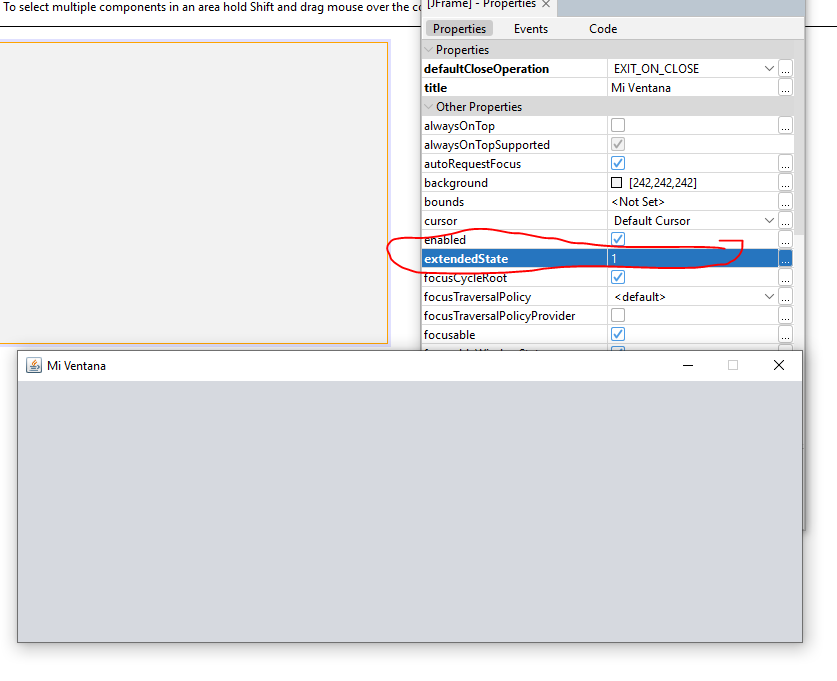 To select multiple components in an area hold Shift and drag mouse over the
[JFrame] - Properties
Properties Events Code
Properties
defaultCloseOperation EXIT_ON_CLOSE ...
title Mi Ventana ...
Other Properties
alwaysOnTop ...
alwaysOnTopSupported
autoRequestFocus ...
background [242,242,242] ...
bounds <Not Set> ...
cursor Default Cursor ...
enabled ...
extendedState 1 ...
focusCycleRoot ...
focusTraversalPolicy <default> ...
focusTraversalPolicyProvider ...
focusable ...
Mi Ventana